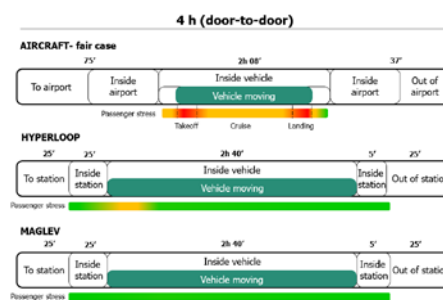 4 h (door-to-door)
AIRCRAFT- fair case
75' 2h 08' 37'
To airport Inside airport Inside vehicle Inside airport Out of airport
Vehicle moving
Passenger stress
Takeoff Cruise Landing
HYPERLOOP
25' 25' 2h 40' 5' 25'
To station Inside station Inside vehicle Inside station Out of statio
Vehicle moving
Passenger stress
MAGLEV
25' 25' 2h 40' 5' 25'
To station Inside station Inside vehicle Inside station Out of statio
Vehicle moving
Passenger stress